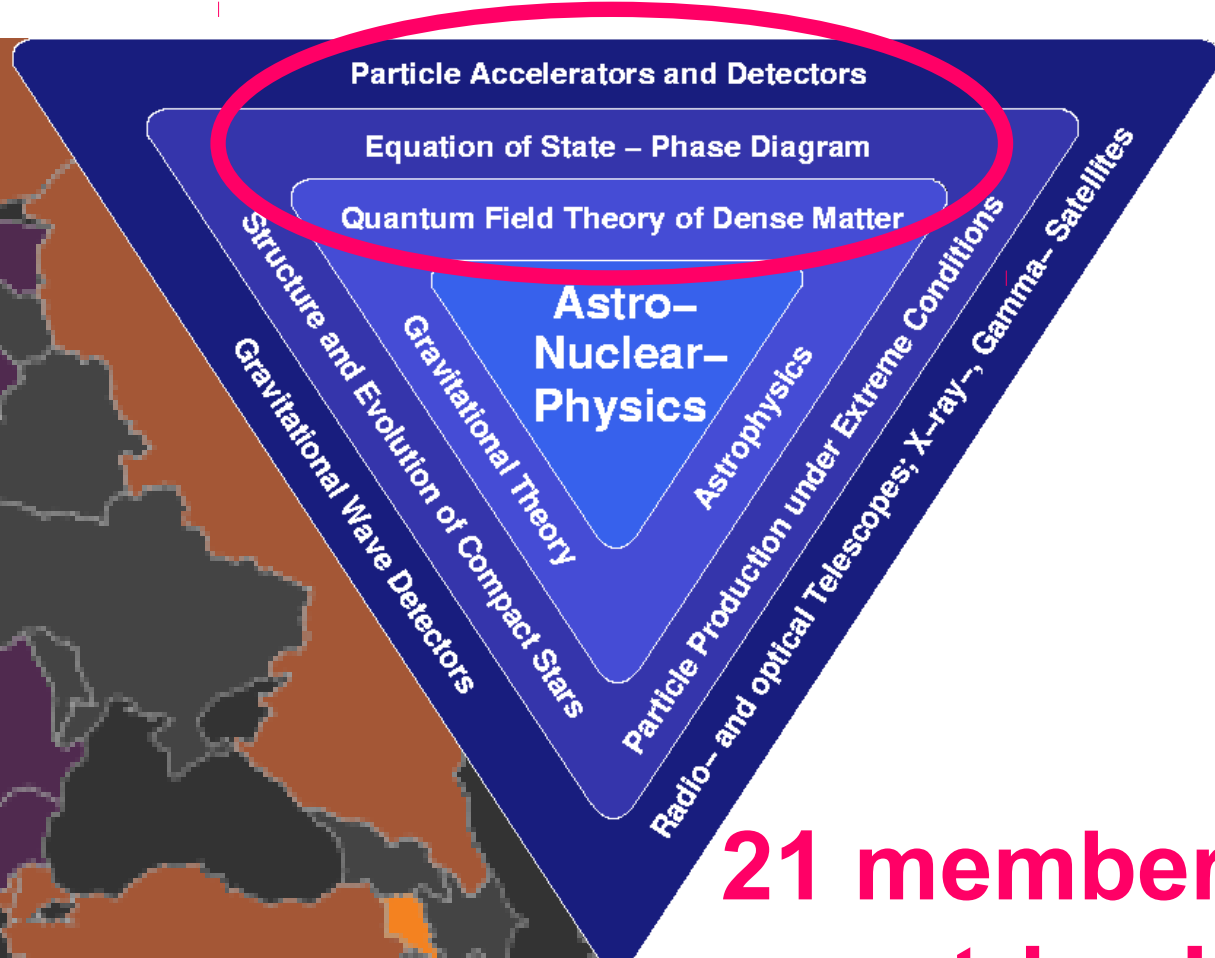 Particle Accelerators and Detectors
Equation of State – Phase Diagram
Quantum Field Theory of Dense Matter
Astro–
Nuclear–
Physics
Gravitational Theory
Astrophysics
Structure and Evolution of Compact Stars
Particle Production under Extreme Conditions
Gravitational Wave Detectors
Radio– and optical Telescopes; X–ray–, Gamma– Satellites
21 member